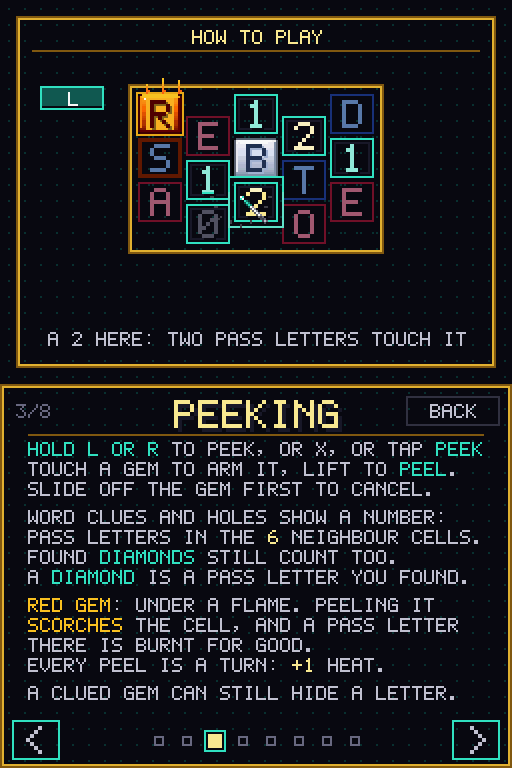 HOW TO PLAY
L
R E 1 2 D
S 1 B T 1
A 0 2 O E
A 2 HERE: TWO PASS LETTERS TOUCH IT
3/8
PEEKING
BACK
HOLD L OR R TO PEEK, OR X, OR TAP PEEK
TOUCH A GEM TO ARM IT, LIFT TO PEEL.
SLIDE OFF THE GEM FIRST TO CANCEL.
WORD CLUES AND HOLES SHOW A NUMBER:
PASS LETTERS IN THE 6 NEIGHBOUR CELLS.
FOUND DIAMONDS STILL COUNT TOO.
A DIAMOND IS A PASS LETTER YOU FOUND.
RED GEM: UNDER A FLAME. PEELING IT
SCORCHES THE CELL, AND A PASS LETTER
THERE IS BURNT FOR GOOD.
EVERY PEEL IS A TURN: +1 HEAT.
A CLUED GEM CAN STILL HIDE A LETTER.